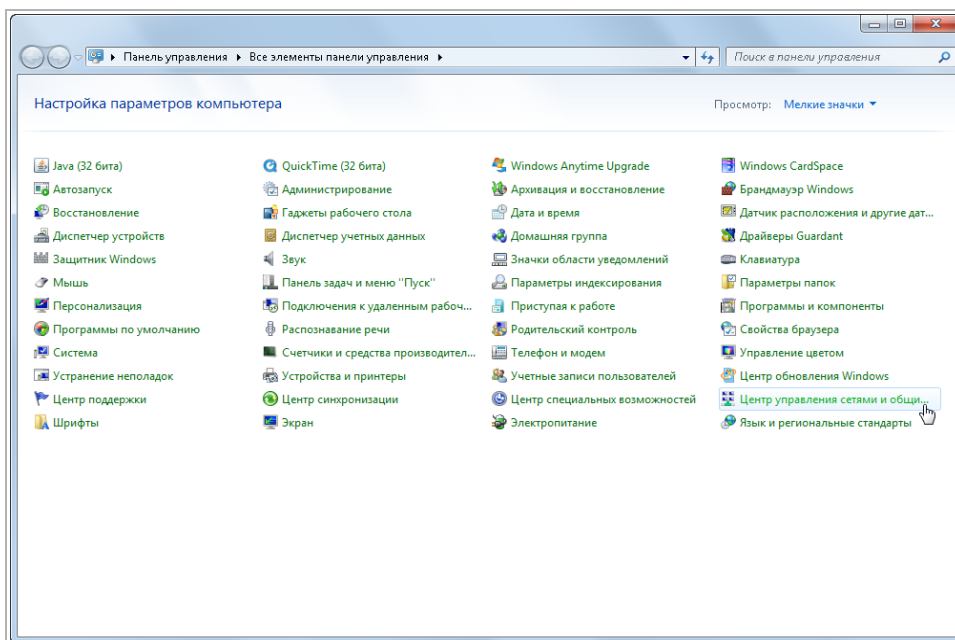 Панель управления ▸ Все элементы панели управления ▸ Поиск в панели управления
Настройка параметров компьютера Просмотр: Мелкие значки
Java (32 бита) QuickTime (32 бита) Windows Anytime Upgrade Windows CardSpace
Автозапуск Администрирование Архивация и восстановление Брандмауэр Windows
Восстановление Гаджеты рабочего стола Дата и время Датчик расположения и другие дат...
Диспетчер устройств Диспетчер учетных данных Домашняя группа Драйверы Guardant
Защитник Windows Звук Значки области уведомлений Клавиатура
Мышь Панель задач и меню "Пуск" Параметры индексирования Параметры папок
Персонализация Подключения к удаленным рабоч... Приступая к работе Программы и компоненты
Программы по умолчанию Распознавание речи Родительский контроль Свойства браузера
Система Счетчики и средства производител... Телефон и модем Управление цветом
Устранение неполадок Устройства и принтеры Учетные записи пользователей Центр обновления Windows
Центр поддержки Центр синхронизации Центр специальных возможностей Центр управления сетями и общи...
Шрифты Экран Электропитание Язык и региональные стандарты